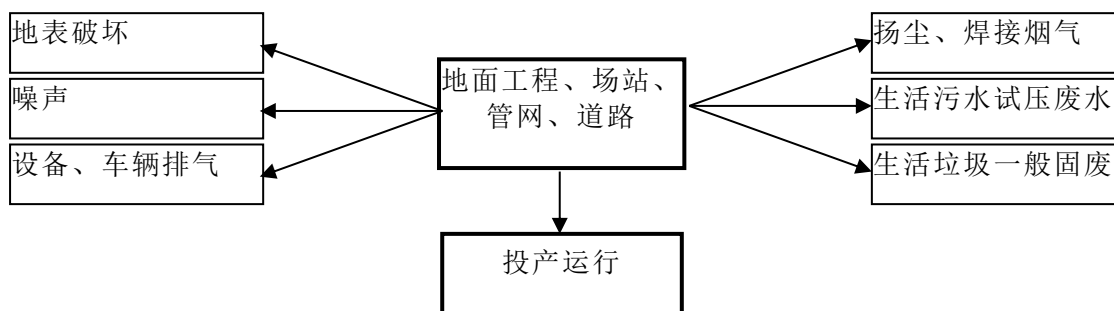 地表破坏
噪声
设备、车辆排气
地面工程、场站、
管网、道路
投产运行
扬尘、焊接烟气
生活污水试压废水
生活垃圾一般固废